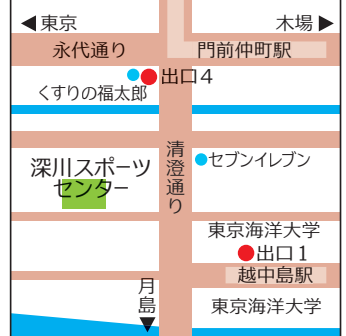 ◀東京
木場▶
永代通り
門前仲町駅
出口4
くすりの福太郎
清澄通り
セブンイレブン
深川スポーツ
センター
東京海洋大学
出口1
越中島駅
月島▼
東京海洋大学